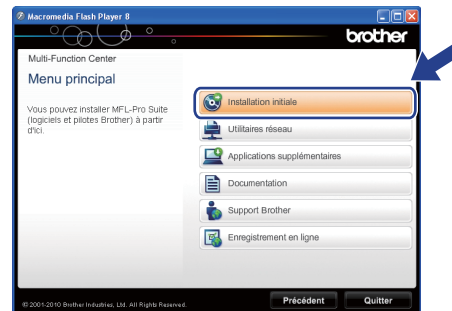 Macromedia Flash Player 8
brother
Multi-Function Center
Menu principal
Vous pouvez installer MFL-Pro Suite
(logiciels et pilotes Brother) à partir
d'ici.
Installation initiale
Utilitaires réseau
Applications supplémentaires
Documentation
Support Brother
Enregistrement en ligne
© 2001-2010 Brother Industries, Ltd. All Rights Reserved.
Précédent
Quitter